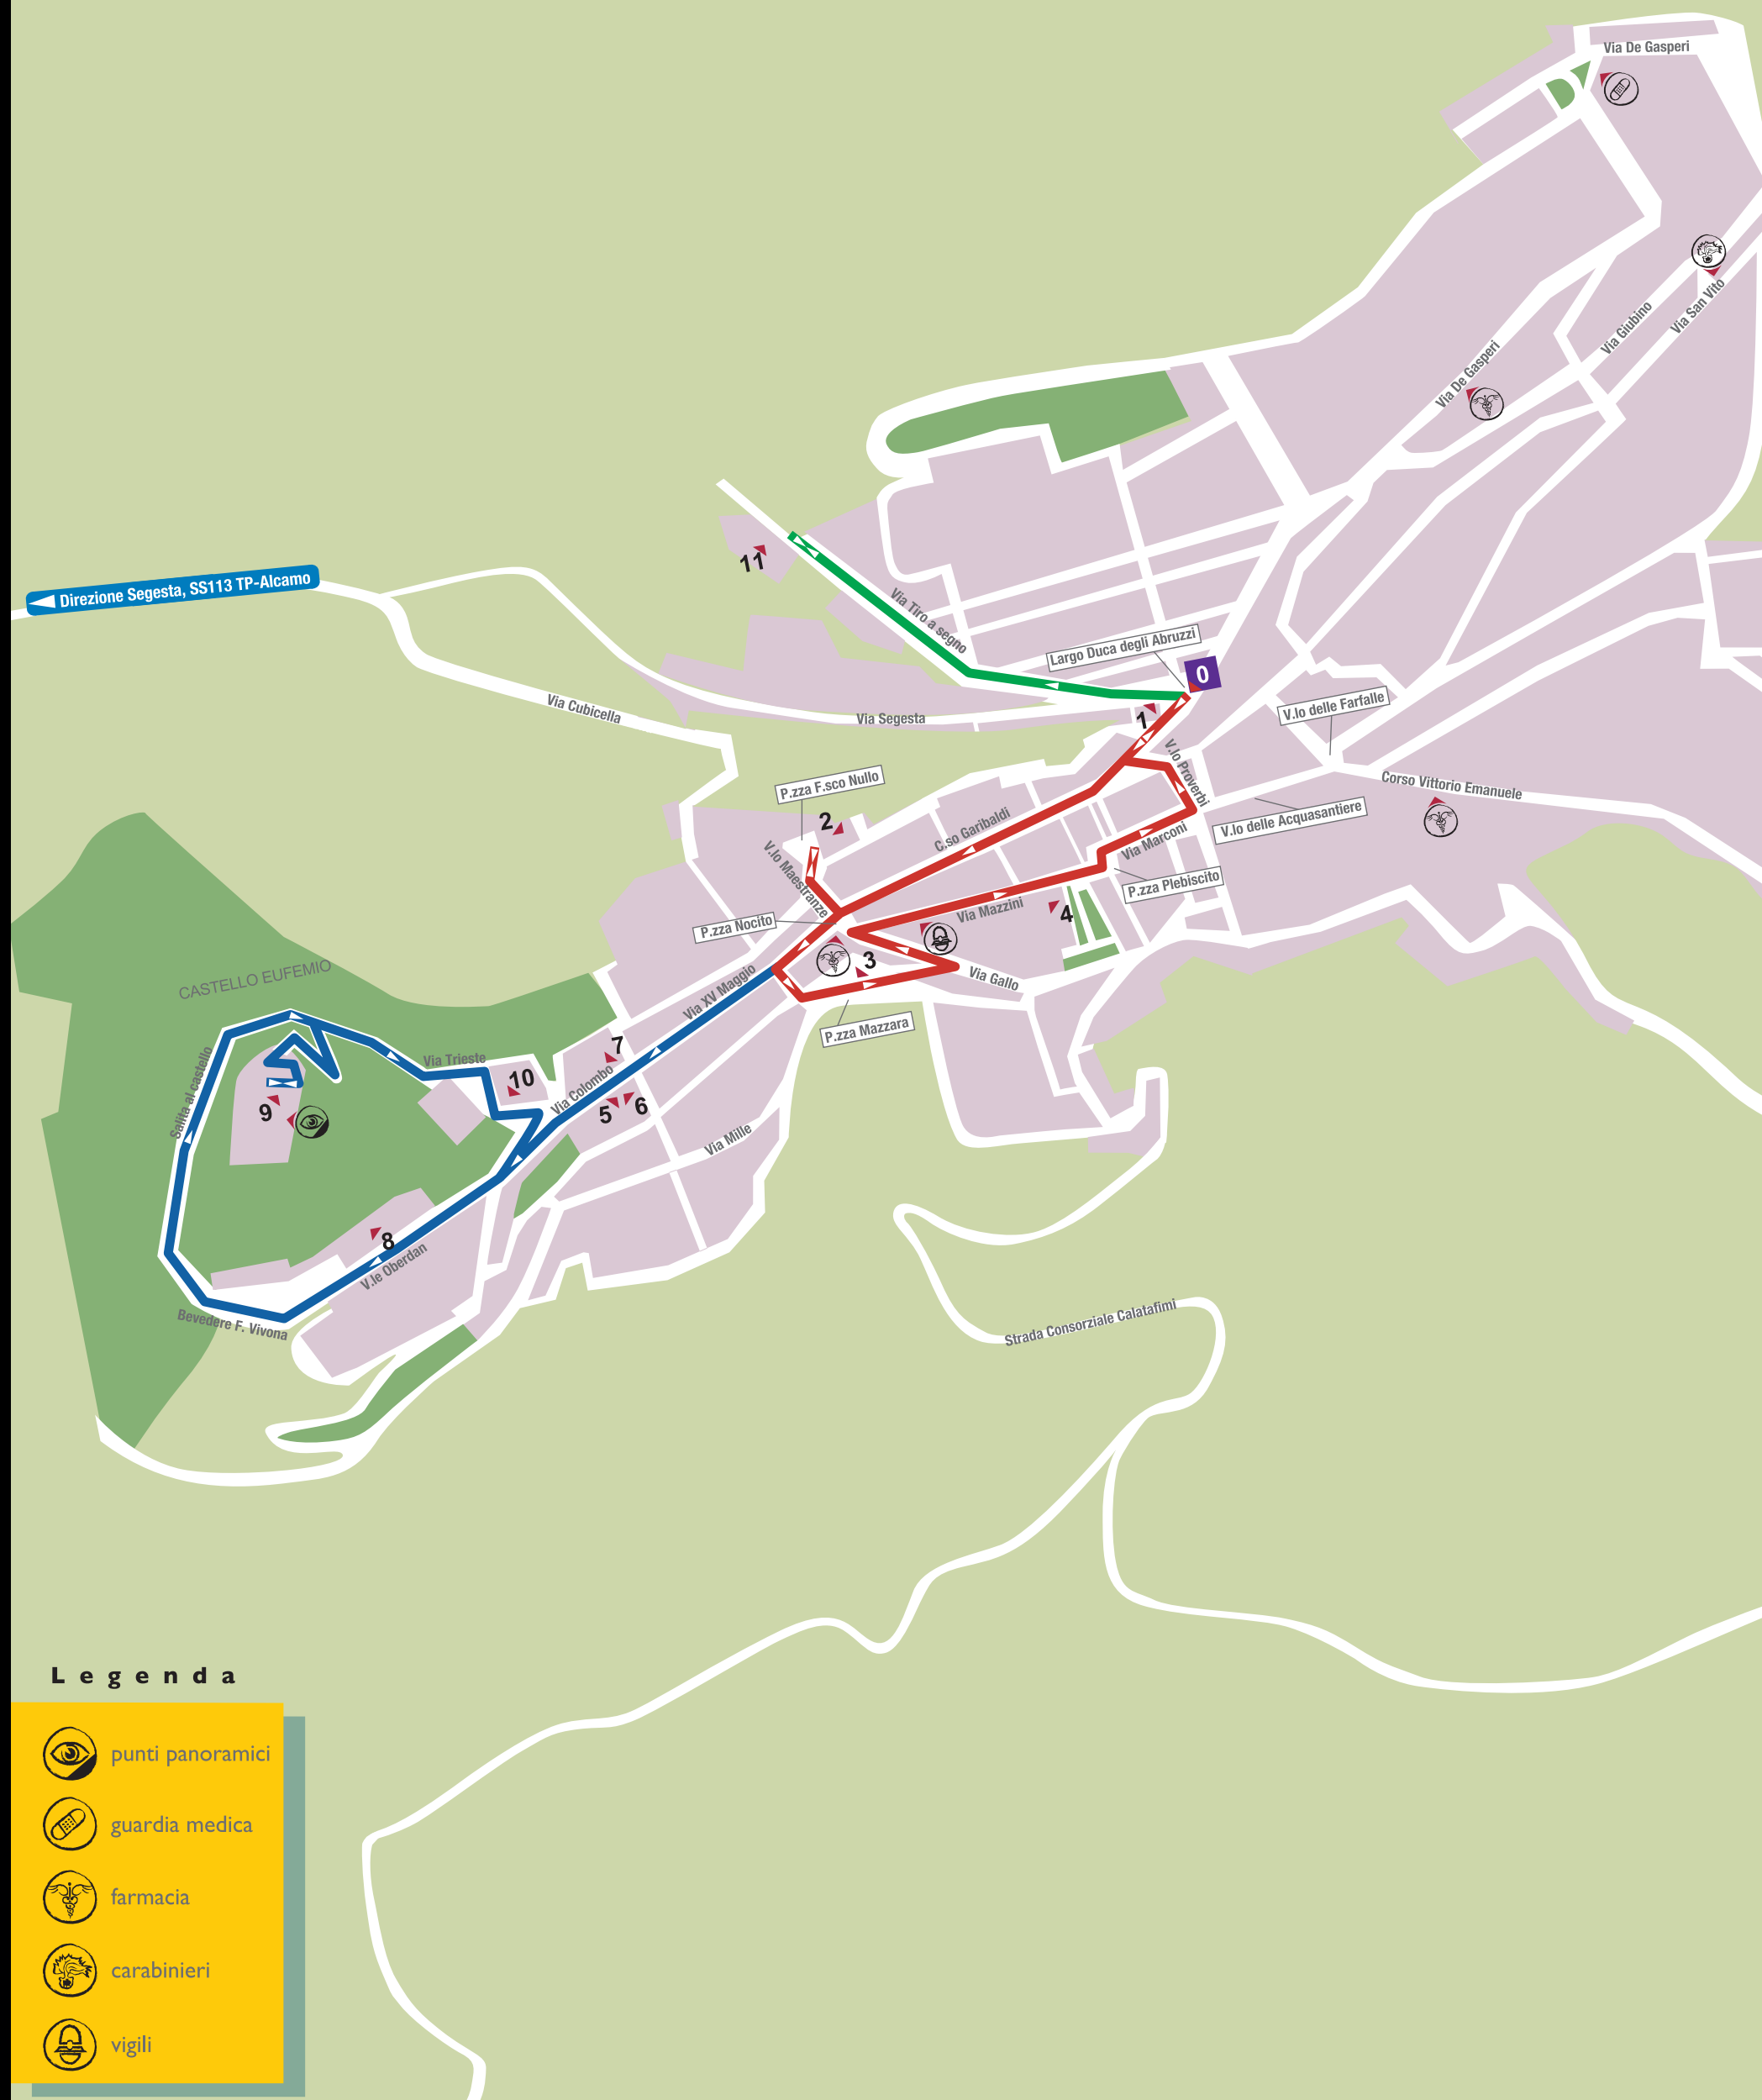 Via De Gasperi
Via Giubino
Via San Vito
Via De Gasperi
11
Direzione Segesta, SS113 TP-Alcamo
Via Tiro a segno
Largo Duca degli Abruzzi
0
Via Cubicella
Via Segesta
1
V.lo delle Farfalle
V.lo Proverbi
P.zza F.sco Nullo
Corso Vittorio Emanuele
2
C.so Garibaldi
V.lo delle Acquasantiere
Via Marconi
V.lo Maestranze
P.zza Plebiscito
P.zza Nocito
Via Mazzini
4
3
Via Gallo
CASTELLO EUFEMIO
Via XV Maggio
P.zza Mazzara
7
Via Trieste
10
Via Colombo
Salita al castello
9
5
6
Via Mille
8
V.le Oberdan
Bevedere F. Vivona
Strada Consorziale Calatafimi
Legenda
punti panoramici
guardia medica
farmacia
carabinieri
vigili